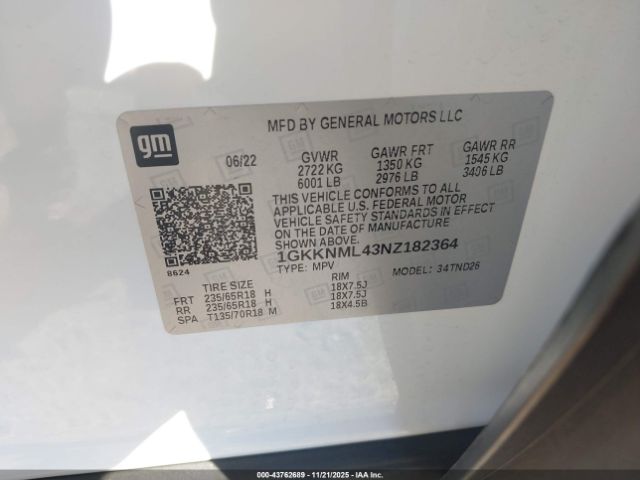 MFD BY GENERAL MOTORS LLC
gm
06/22 GVWR GAWR FRT GAWR RR
2722 KG 1350 KG 1545 KG
6001 LB 2976 LB 3406 LB
THIS VEHICLE CONFORMS TO ALL
APPLICABLE U.S. FEDERAL MOTOR
VEHICLE SAFETY STANDARDS IN EFFECT
ON THE DATE OF MANUFACTURE
SHOWN ABOVE.
1GKKNML43NZ182364
8624
TYPE: MPV MODEL: 34TND26
TIRE SIZE RIM
FRT 235/65R18 H 18X7.5J
RR 235/65R18 H 18X7.5J
SPA T135/70R18 M 18X4.5B
Stock No: 43762689 - 11/21/2025 - IAA Inc.